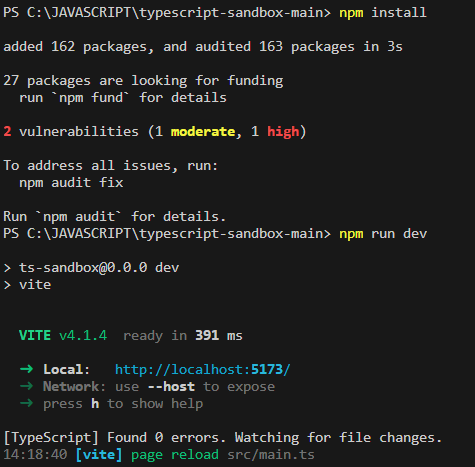 PS C:\JAVASCRIPT\typescript-sandbox-main> npm install
added 162 packages, and audited 163 packages in 3s
27 packages are looking for funding
  run `npm fund` for details
2 vulnerabilities (1 moderate, 1 high)
To address all issues, run:
  npm audit fix
Run `npm audit` for details.
PS C:\JAVASCRIPT\typescript-sandbox-main> npm run dev
> ts-sandbox@0.0.0 dev
> vite
VITE v4.1.4  ready in 391 ms
➜  Local:   http://localhost:5173/
➜  Network: use --host to expose
➜  press h to show help
[TypeScript] Found 0 errors. Watching for file changes.
14:18:40 [vite] page reload src/main.ts